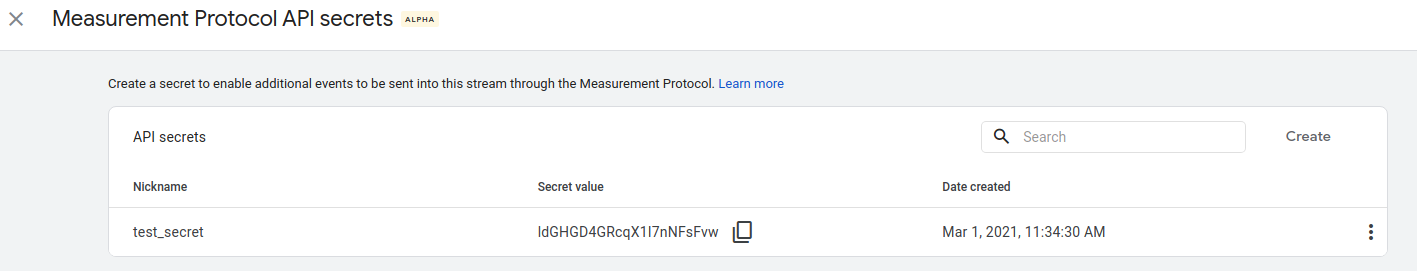 Measurement Protocol API secrets ALPHA
Create a secret to enable additional events to be sent into this stream through the Measurement Protocol. Learn more
API secrets Search Create
Nickname Secret value Date created
test_secret ldGHGD4GRcqX1I7nNFsFvw Mar 1, 2021, 11:34:30 AM